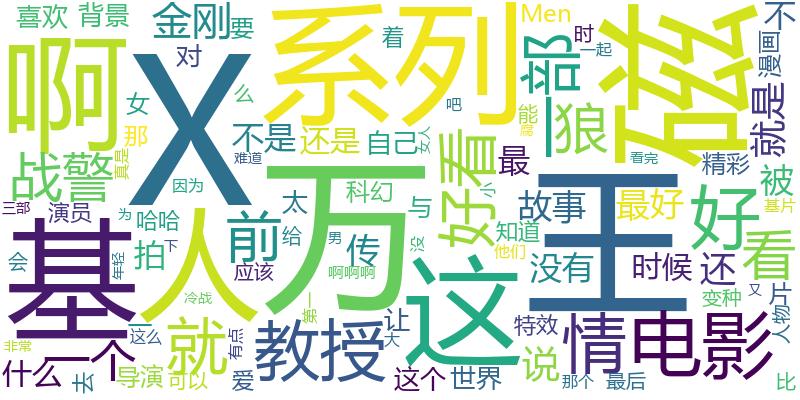 喜欢
背景
金刚
要
系列
Men
时
一起
不
啊
X
对
着
部
磁
漫画
女
么
吧
能
腐
狼
就是
战警
那
真是
不是
还是
自己
女人
好看
最
难道
看完
精彩
被
因为
万
科幻
小
王
三部
演员
为
哈哈
人
前
太
与
故事
最好
好
基片
看
基
会
年轻
拍
下
给
男
传
没
这
知道
他们
没有
时候
还
应该
啊啊啊
冷战
第一
变种
又
片
人物
一个
这么
就
有点
教授
让
大
特效
情
电影
非常
什么
去
导演
可以
爱
这个
世界
说
那个
最后
比